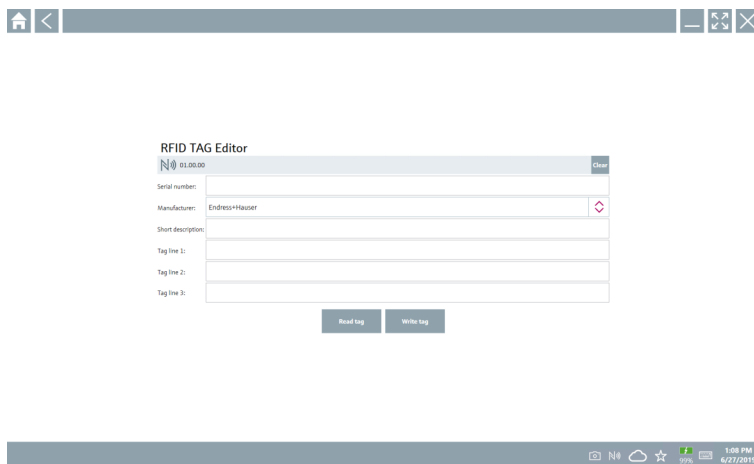 RFID TAG Editor
01.00.00 Clear
Serial number:
Manufacturer: Endress+Hauser
Short description:
Tag line 1:
Tag line 2:
Tag line 3:
Read tag Write tag
99% 1:08 PM